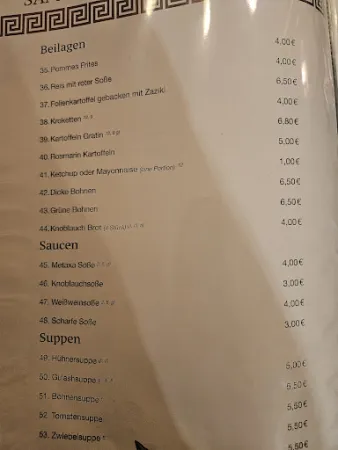 Beilagen
35. Pommes Frites 4,00 €
36. Reis mit roter Soße 4,00 €
37. Folienkartoffel gebacken mit Zaziki 6,50 €
38. Kroketten 4,00 €
39. Kartoffeln Gratin 6,80 €
40. Rosmarin Kartoffeln 5,00 €
41. Ketchup oder Mayonnaise (eine Portion) 1,00 €
42. Dicke Bohnen 6,50 €
43. Grüne Bohnen 6,50 €
44. Knoblauch Brot 4,00 €
Saucen
45. Metaxa Soße 4,00 €
46. Knoblauchsoße 3,00 €
47. Weißweinsoße 4,00 €
48. Scharfe Soße 3,00 €
Suppen
49. Hühnersuppe
50. Gulaschsuppe 6,50 €
51. Bohnensuppe 5,50 €
52. Tomatensuppe 5,50 €
53. Zwiebelsuppe 5,50 €